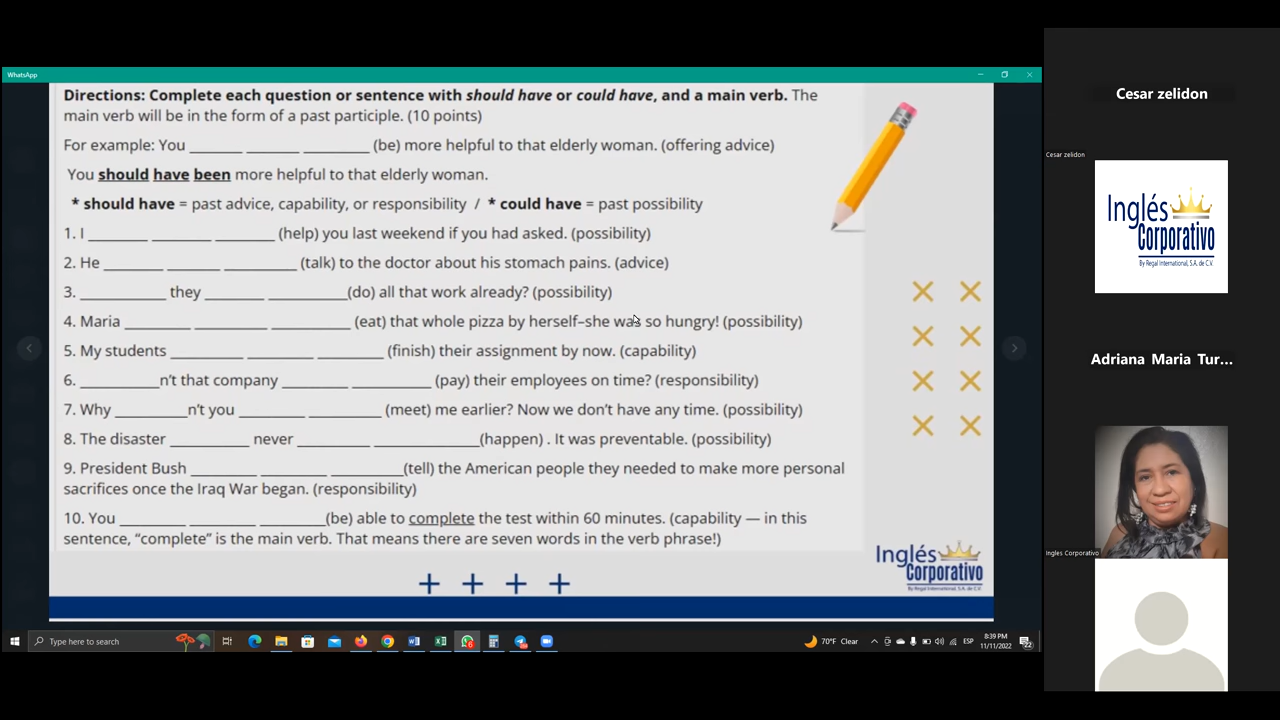 WhatsApp
Directions: Complete each question or sentence with should have or could have, and a main verb. The
main verb will be in the form of a past participle. (10 points)
For example: You _______ _______ _________ (be) more helpful to that elderly woman. (offering advice)
You should have been more helpful to that elderly woman.
* should have = past advice, capability, or responsibility / * could have = past possibility
1. I ________ ________ ________ (help) you last weekend if you had asked. (possibility)
2. He ________ _______ __________ (talk) to the doctor about his stomach pains. (advice)
3. ____________ they ________ ___________(do) all that work already? (possibility)
4. Maria _________ __________ ___________ (eat) that whole pizza by herself–she was so hungry! (possibility)
5. My students __________ _________ _________ (finish) their assignment by now. (capability)
6. ___________n't that company _________ ___________ (pay) their employees on time? (responsibility)
7. Why __________n't you _________ __________ (meet) me earlier? Now we don't have any time. (possibility)
8. The disaster ___________ never __________ ______________(happen) . It was preventable. (possibility)
9. President Bush _________ _________ __________(tell) the American people they needed to make more personal
sacrifices once the Iraq War began. (responsibility)
10. You _________ _________ _________(be) able to complete the test within 60 minutes. (capability — in this
sentence, “complete” is the main verb. That means there are seven words in the verb phrase!)
Inglés
Corporativo
By Regal International, S.A. de C.V.
Type here to search
70°F Clear
ESP
8:39 PM
11/11/2022
22
Cesar zelidon
Cesar zelidon
Inglés
Corporativo
By Regal International, S.A. de C.V.
Adriana Maria Tur...
Ingles Corporativo